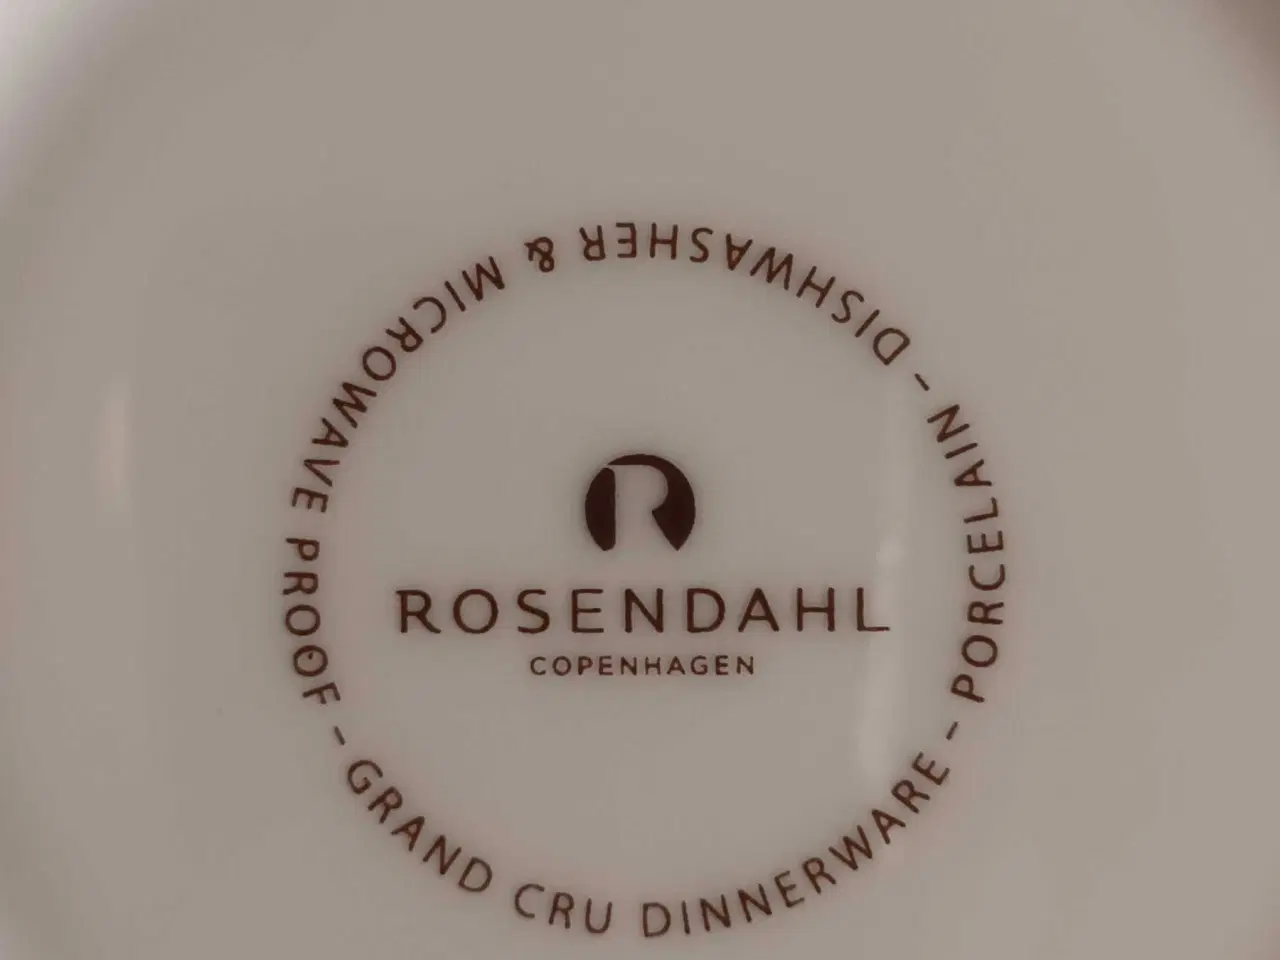 R
ROSENDAHL
COPENHAGEN
GRAND CRU DINNERWARE - PORCELAIN - DISHWASHER & MICROWAVE PROOF -